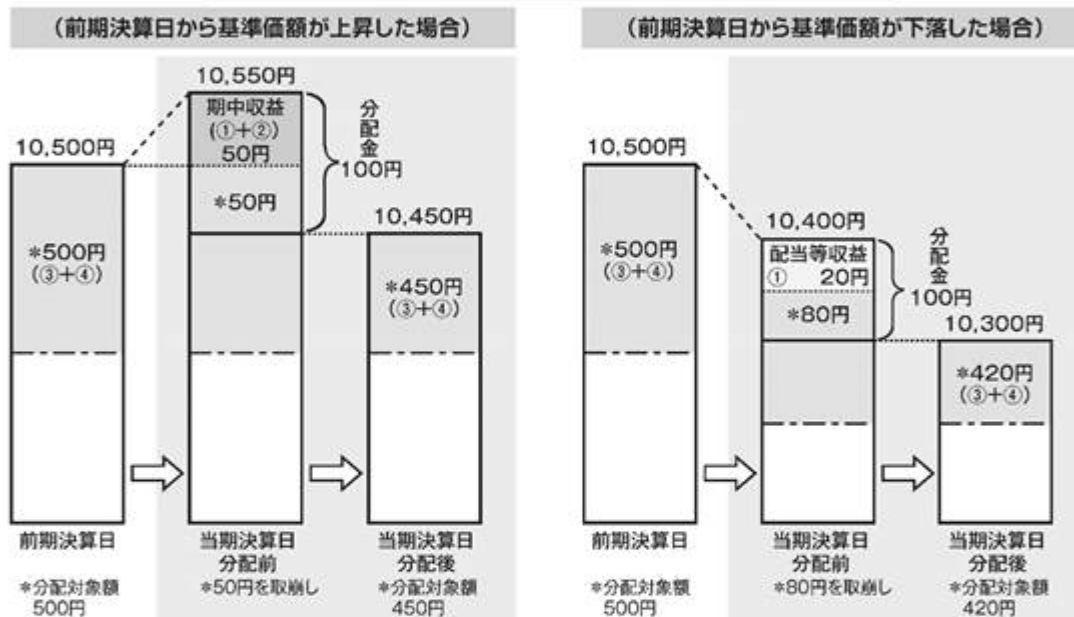 （前期決算日から基準価額が上昇した場合）
10,550円
期中収益
(①+②)
50円
*50円
分配金
100円
10,500円
*500円
(③+④)
10,450円
*450円
(③+④)
前期決算日
*分配対象額
500円
当期決算日
分配前
*50円を取崩し
当期決算日
分配後
*分配対象額
450円
（前期決算日から基準価額が下落した場合）
10,500円
*500円
(③+④)
10,400円
配当等収益
① 20円
*80円
分配金
100円
10,300円
*420円
(③+④)
前期決算日
*分配対象額
500円
当期決算日
分配前
*80円を取崩し
当期決算日
分配後
*分配対象額
420円